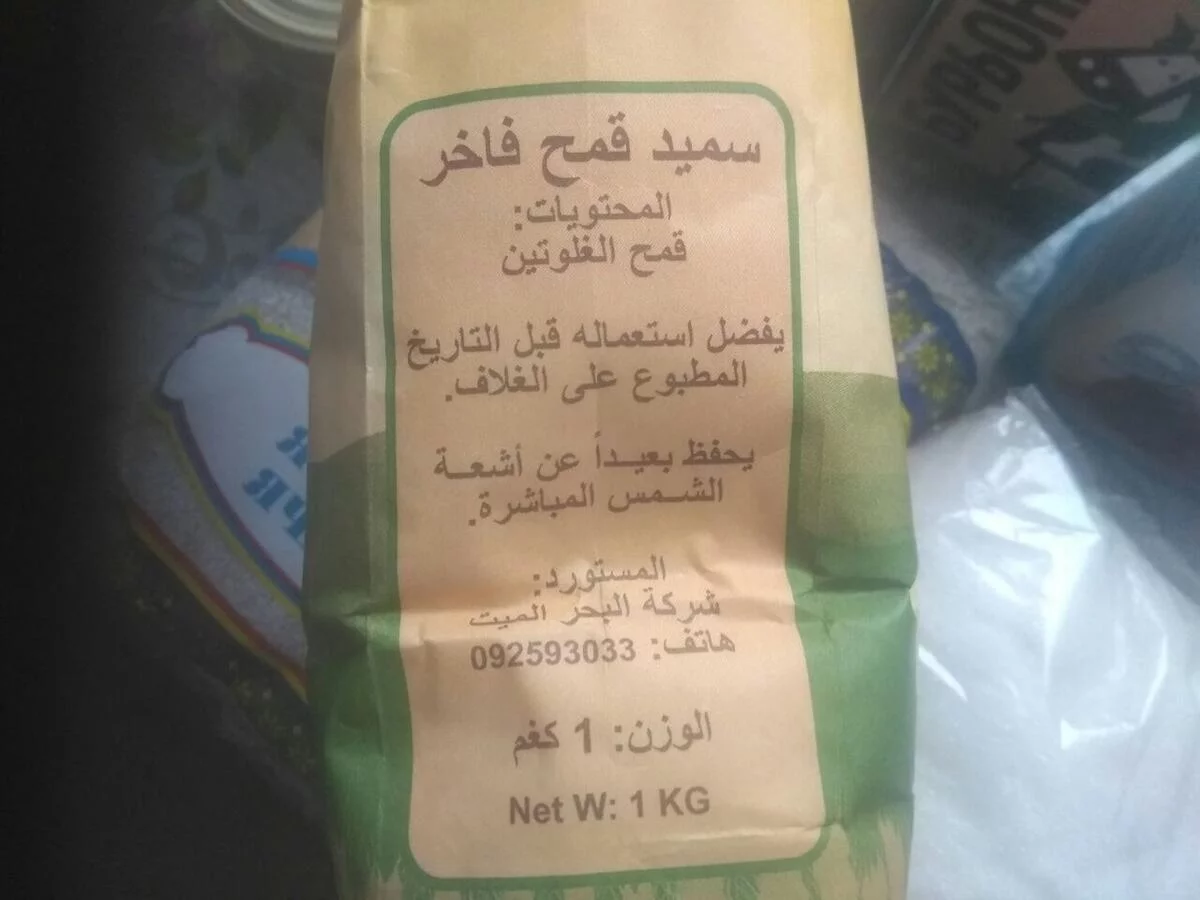 سميد قمح فاخر
المحتويات:
قمح الغلوتين
يفضل استعماله قبل التاريخ
المطبوع على الغلاف.
يحفظ بعيداً عن أشعة
الشمس المباشرة.
المستورد:
شركة البحر الميت
هاتف: 092593033
الوزن: 1 كغم
Net W: 1 KG